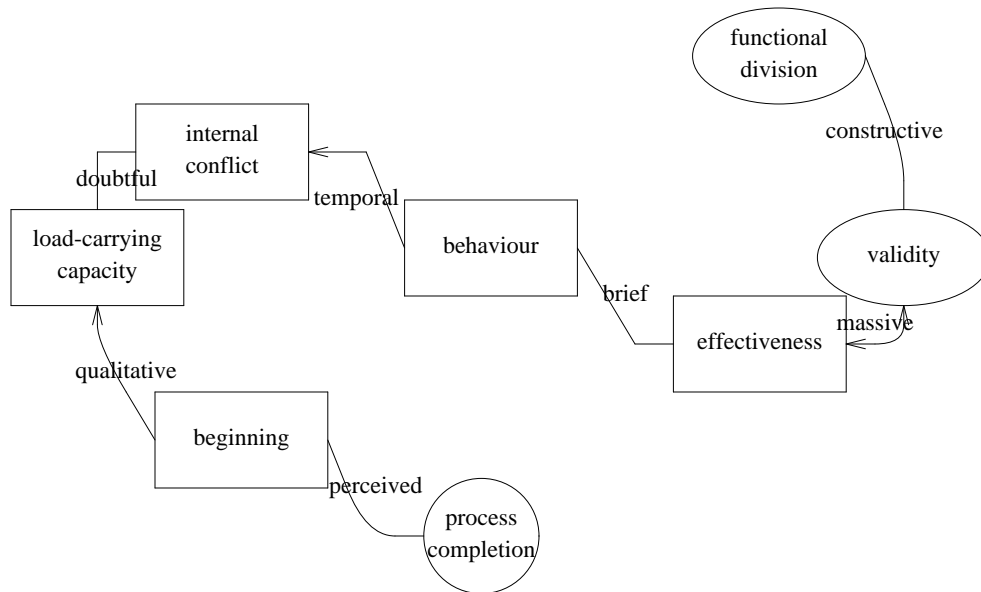 functional
division
constructive
internal
conflict
doubtful
temporal
load-carrying
capacity
behaviour
validity
brief
massive
effectiveness
qualitative
beginning
perceived
process
completion